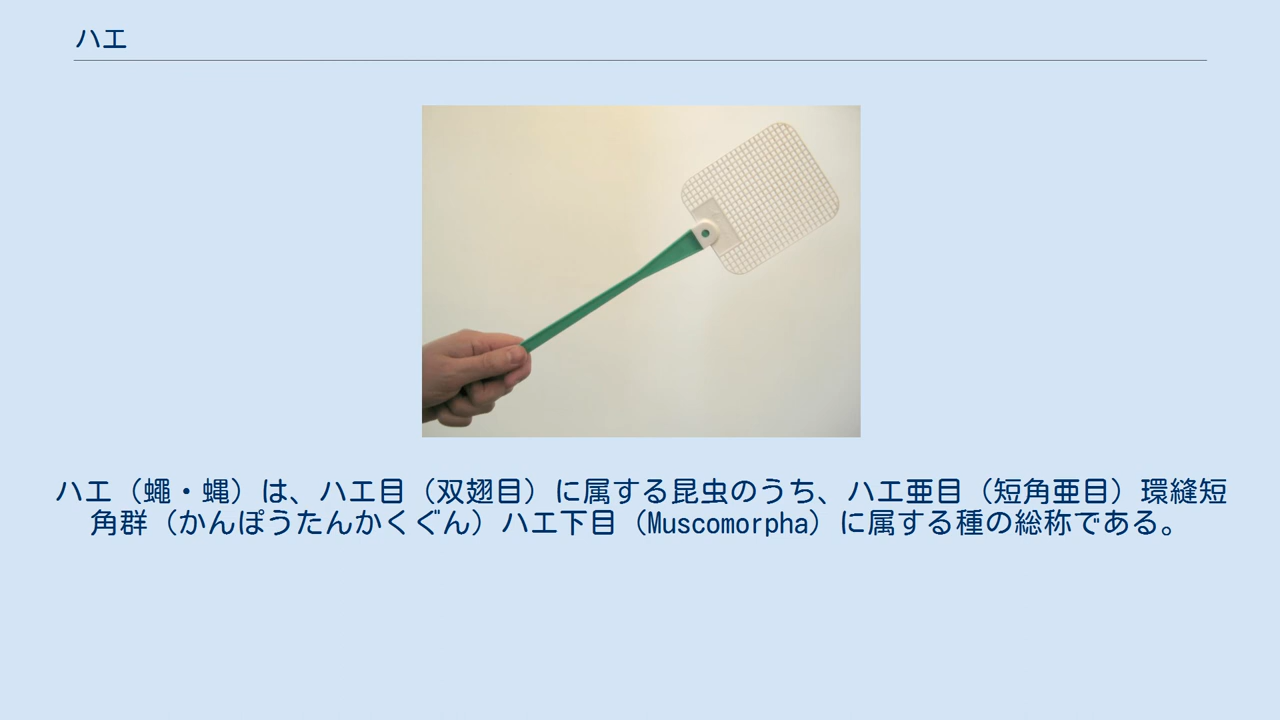 ハエ
ハエ（蠅・蝿）は、ハエ目（双翅目）に属する昆虫のうち、ハエ亜目（短角亜目）環縫短
角群（かんぽうたんかくぐん）ハエ下目（Muscomorpha）に属する種の総称である。